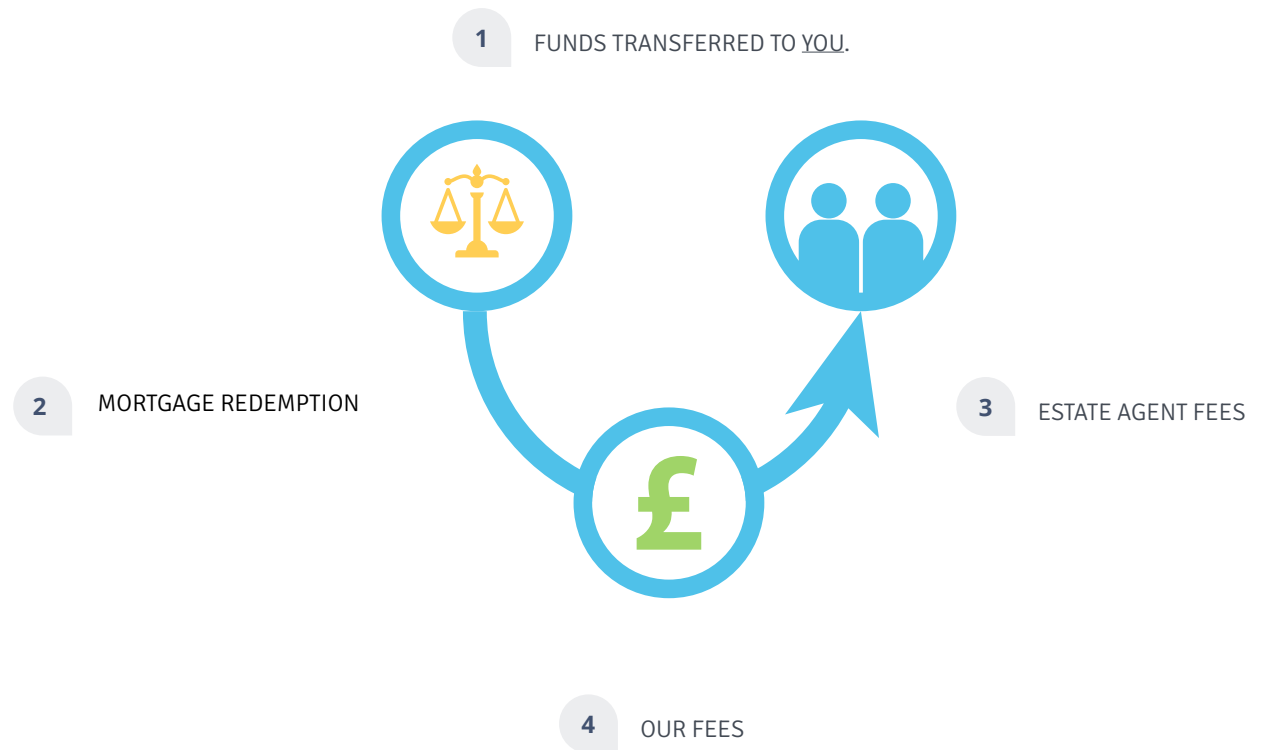 1 FUNDS TRANSFERRED TO YOU.
2 MORTGAGE REDEMPTION
3 ESTATE AGENT FEES
£
4 OUR FEES